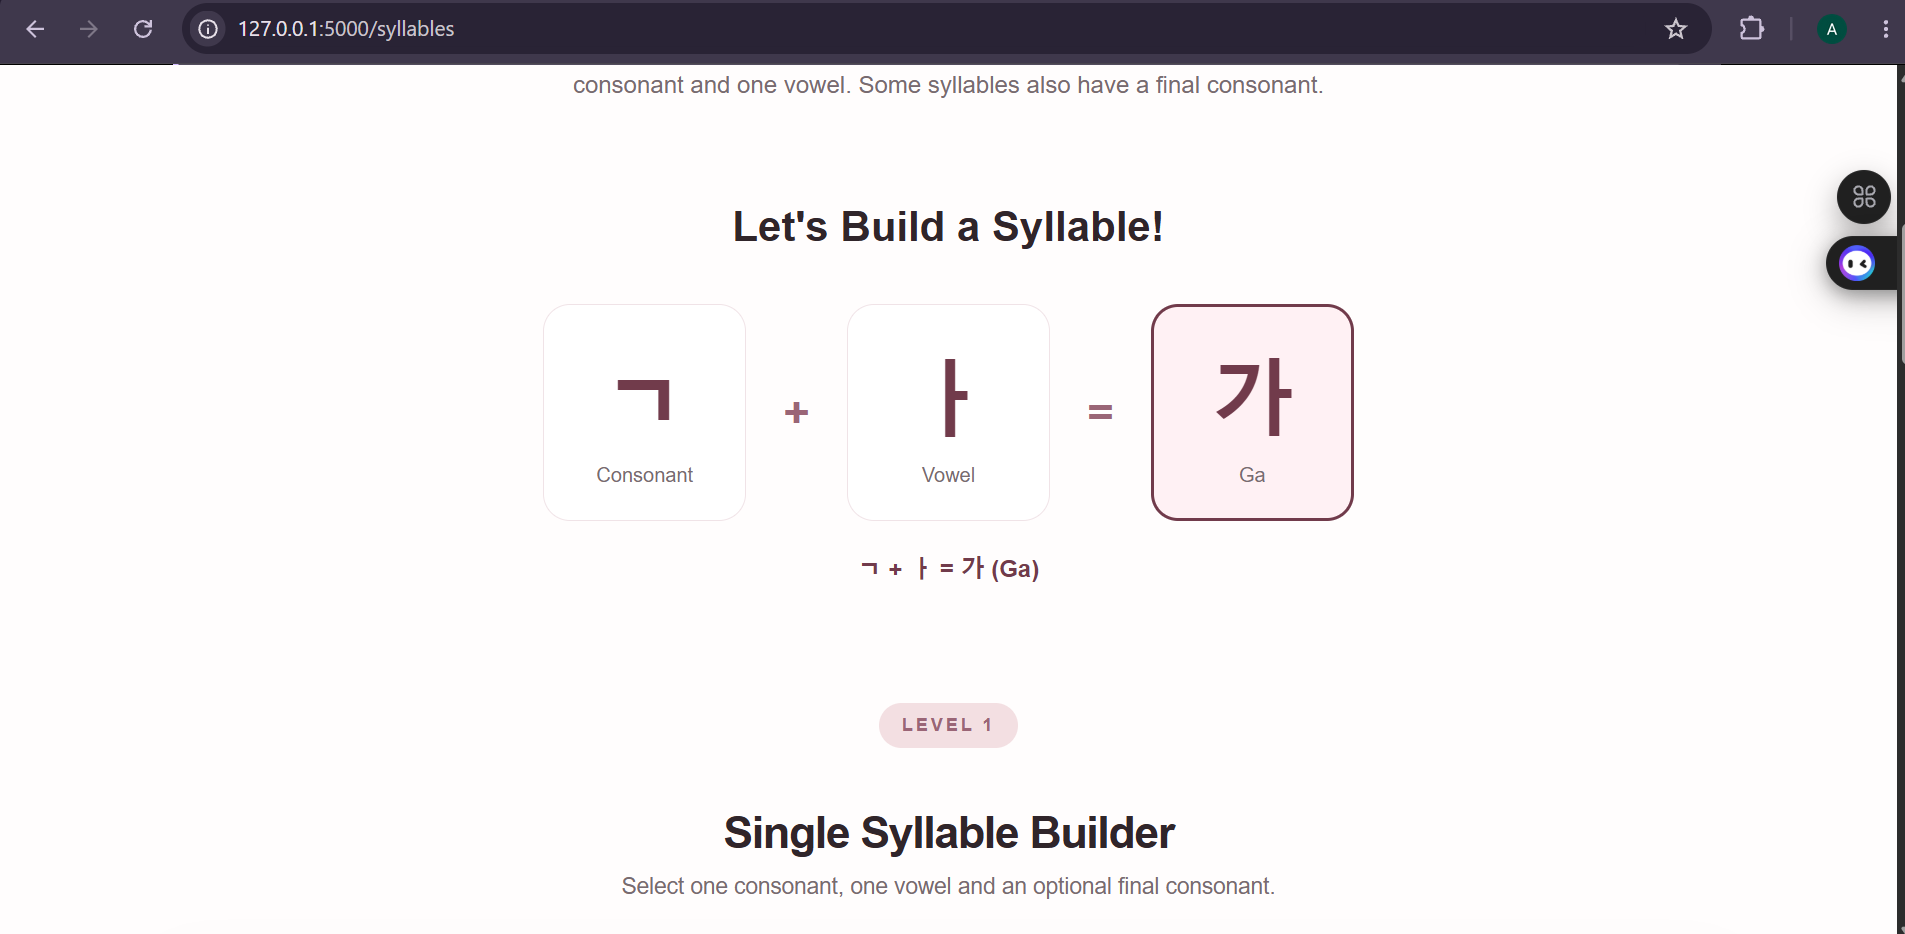 127.0.0.1:5000/syllables
A
consonant and one vowel. Some syllables also have a final consonant.
Let's Build a Syllable!
ㄱ + ㅏ = 가
Consonant Vowel Ga
ㄱ + ㅏ = 가 (Ga)
LEVEL 1
Single Syllable Builder
Select one consonant, one vowel and an optional final consonant.